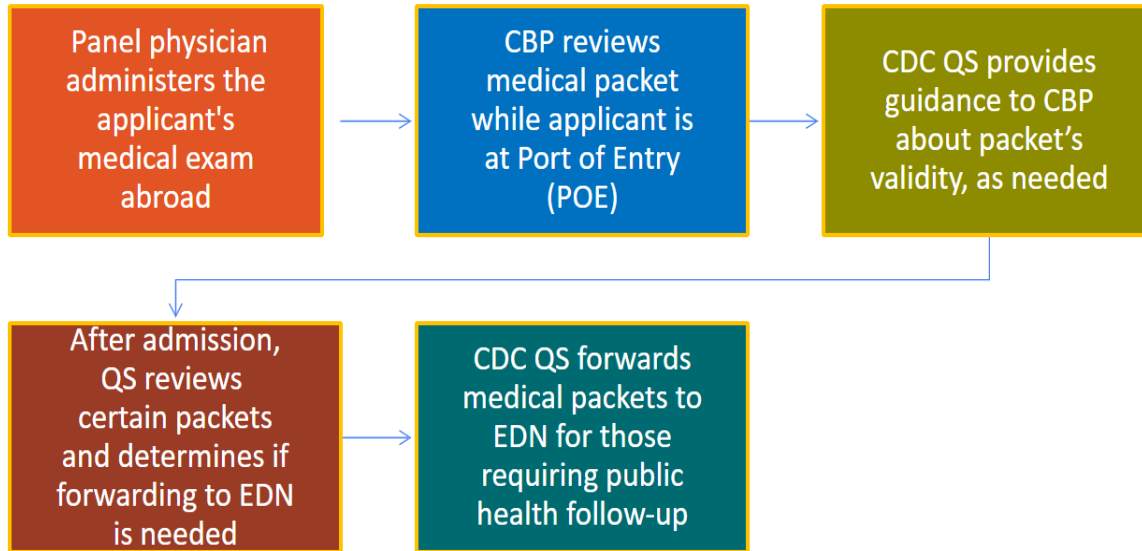 Panel physician
administers the
applicant's
medical exam
abroad
CBP reviews
medical packet
while applicant is
at Port of Entry
(POE)
CDC QS provides
guidance to CBP
about packet’s
validity, as needed
After admission,
QS reviews
certain packets
and determines if
forwarding to EDN
is needed
CDC QS forwards
medical packets to
EDN for those
requiring public
health follow-up